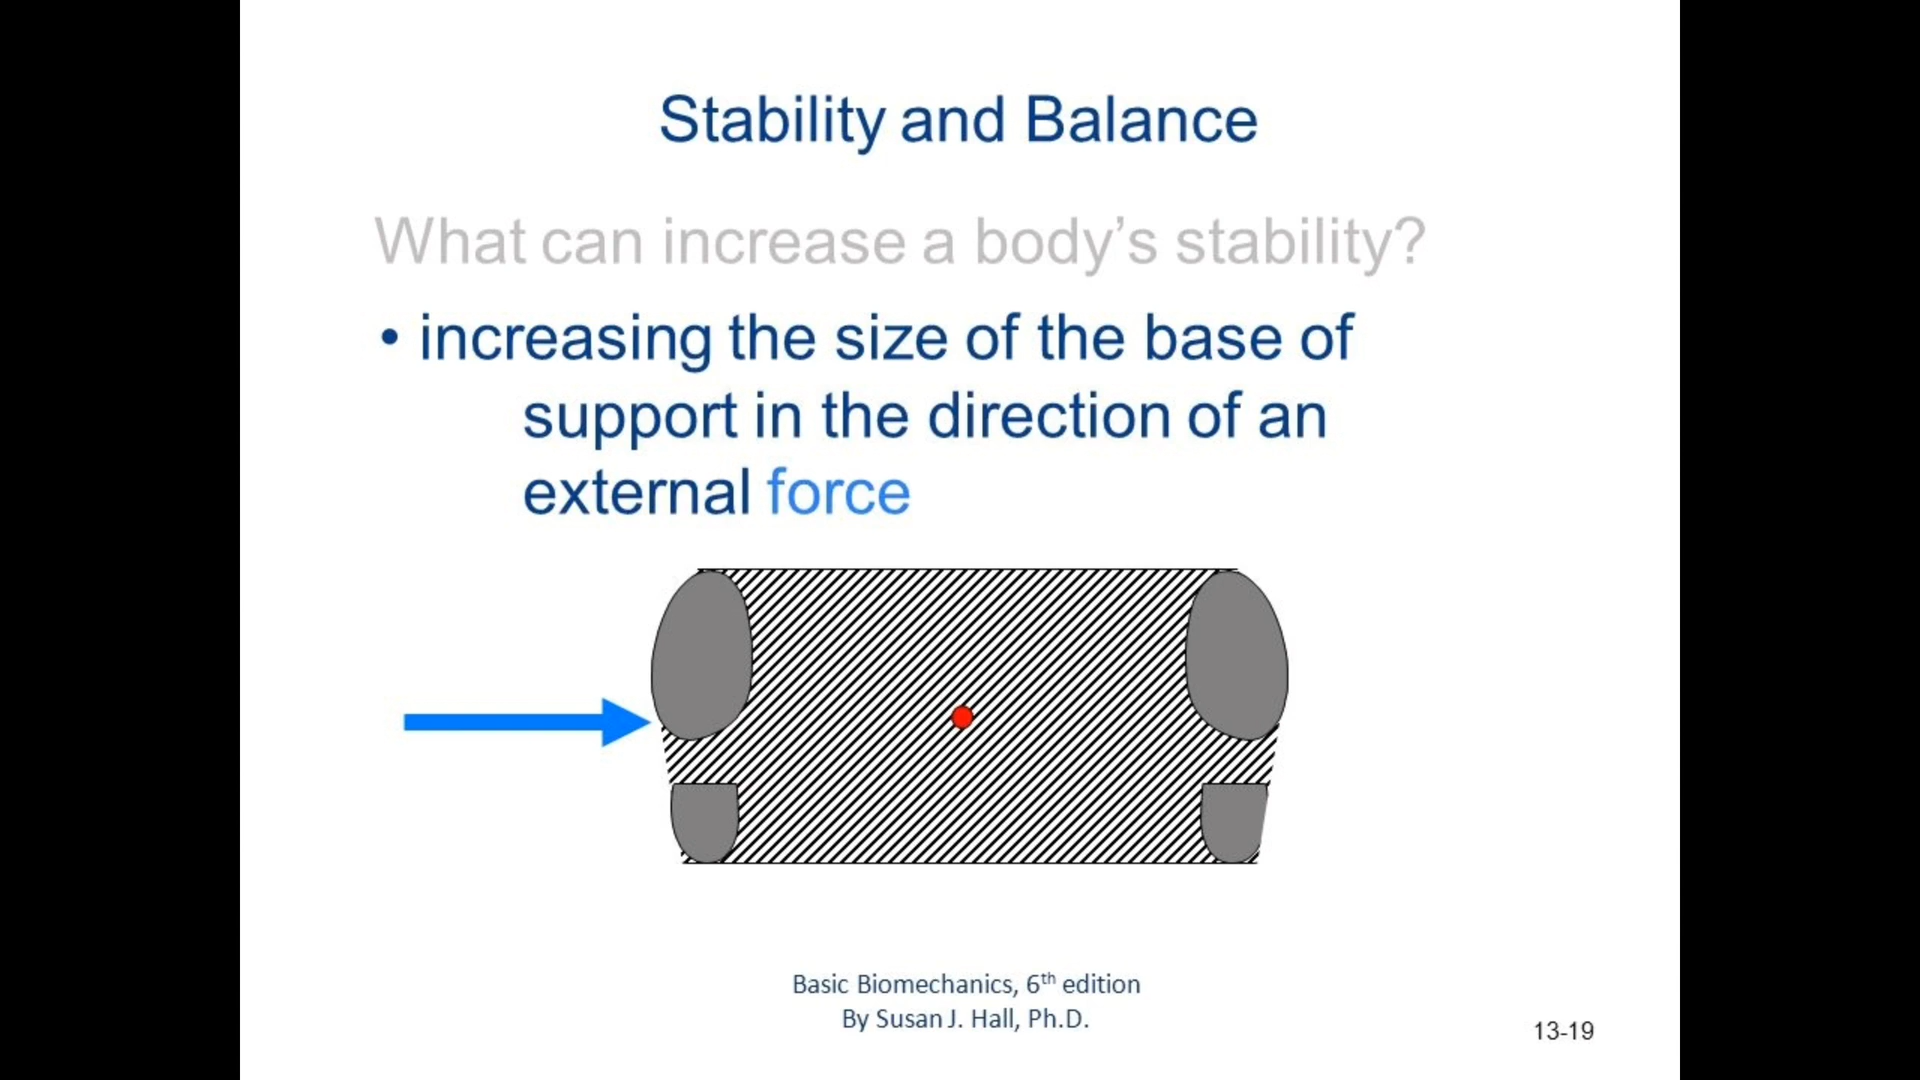 Stability and Balance
What can increase a body’s stability?
• increasing the size of the base of
support in the direction of an
external force
Basic Biomechanics, 6th edition
By Susan J. Hall, Ph.D.
13-19